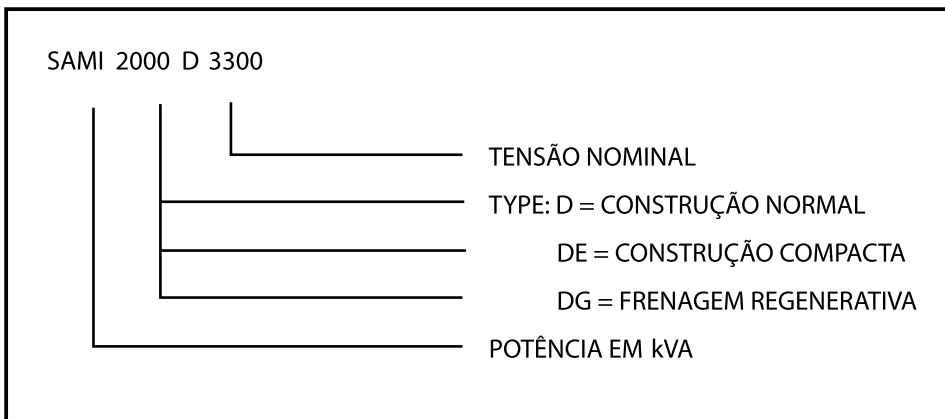 SAMI 2000 D 3300
TENSÃO NOMINAL
TYPE: D = CONSTRUÇÃO NORMAL
DE = CONSTRUÇÃO COMPACTA
DG = FRENAGEM REGENERATIVA
POTÊNCIA EM kVA